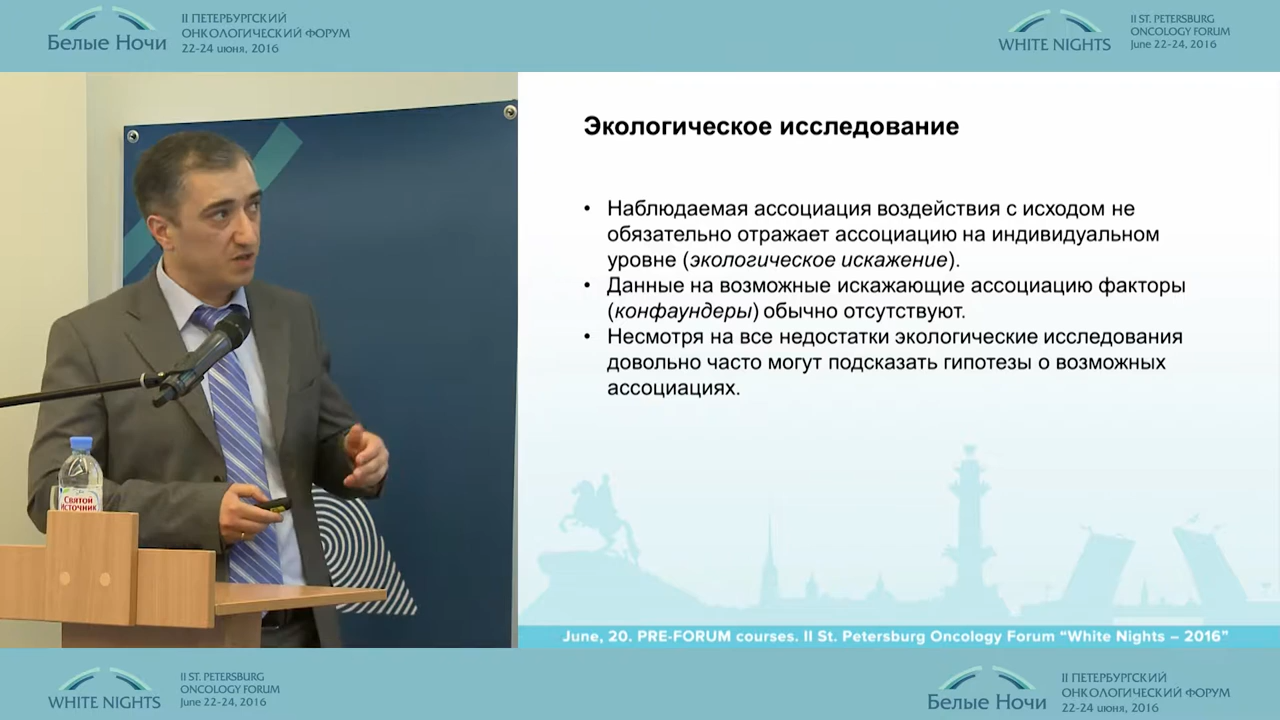 Белые Ночи
II ПЕТЕРБУРГСКИЙ
ОНКОЛОГИЧЕСКИЙ ФОРУМ
22-24 июня, 2016
WHITE NIGHTS
II ST. PETERSBURG
ONCOLOGY FORUM
June 22-24, 2016
Экологическое исследование
• Наблюдаемая ассоциация воздействия с исходом не
обязательно отражает ассоциацию на индивидуальном
уровне (экологическое искажение).
• Данные на возможные искажающие ассоциацию факторы
(конфаундеры) обычно отсутствуют.
• Несмотря на все недостатки экологические исследования
довольно часто могут подсказать гипотезы о возможных
ассоциациях.
Святой
Источник
June, 20. PRE-FORUM courses. II St. Petersburg Oncology Forum “White Nights – 2016”
WHITE NIGHTS
II ST. PETERSBURG
ONCOLOGY FORUM
June 22-24, 2016
Белые Ночи
II ПЕТЕРБУРГСКИЙ
ОНКОЛОГИЧЕСКИЙ ФОРУМ
22-24 июня, 2016